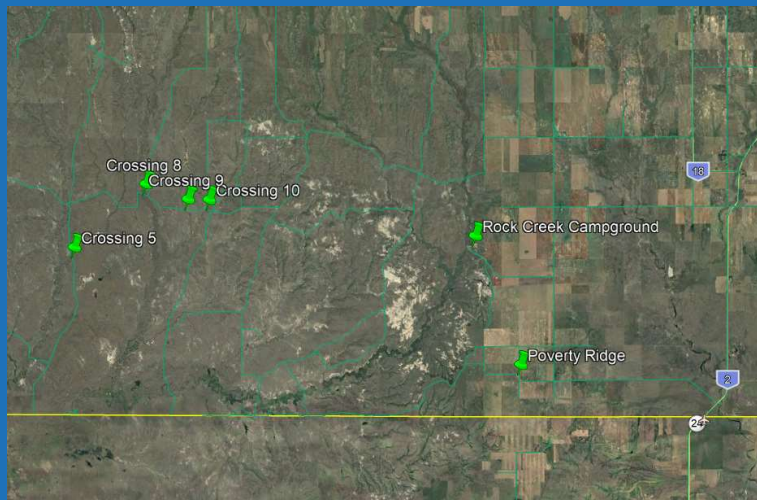 Crossing 8
Crossing 9
Crossing 10
Crossing 5
Rock Creek Campground
Poverty Ridge
18
2
24